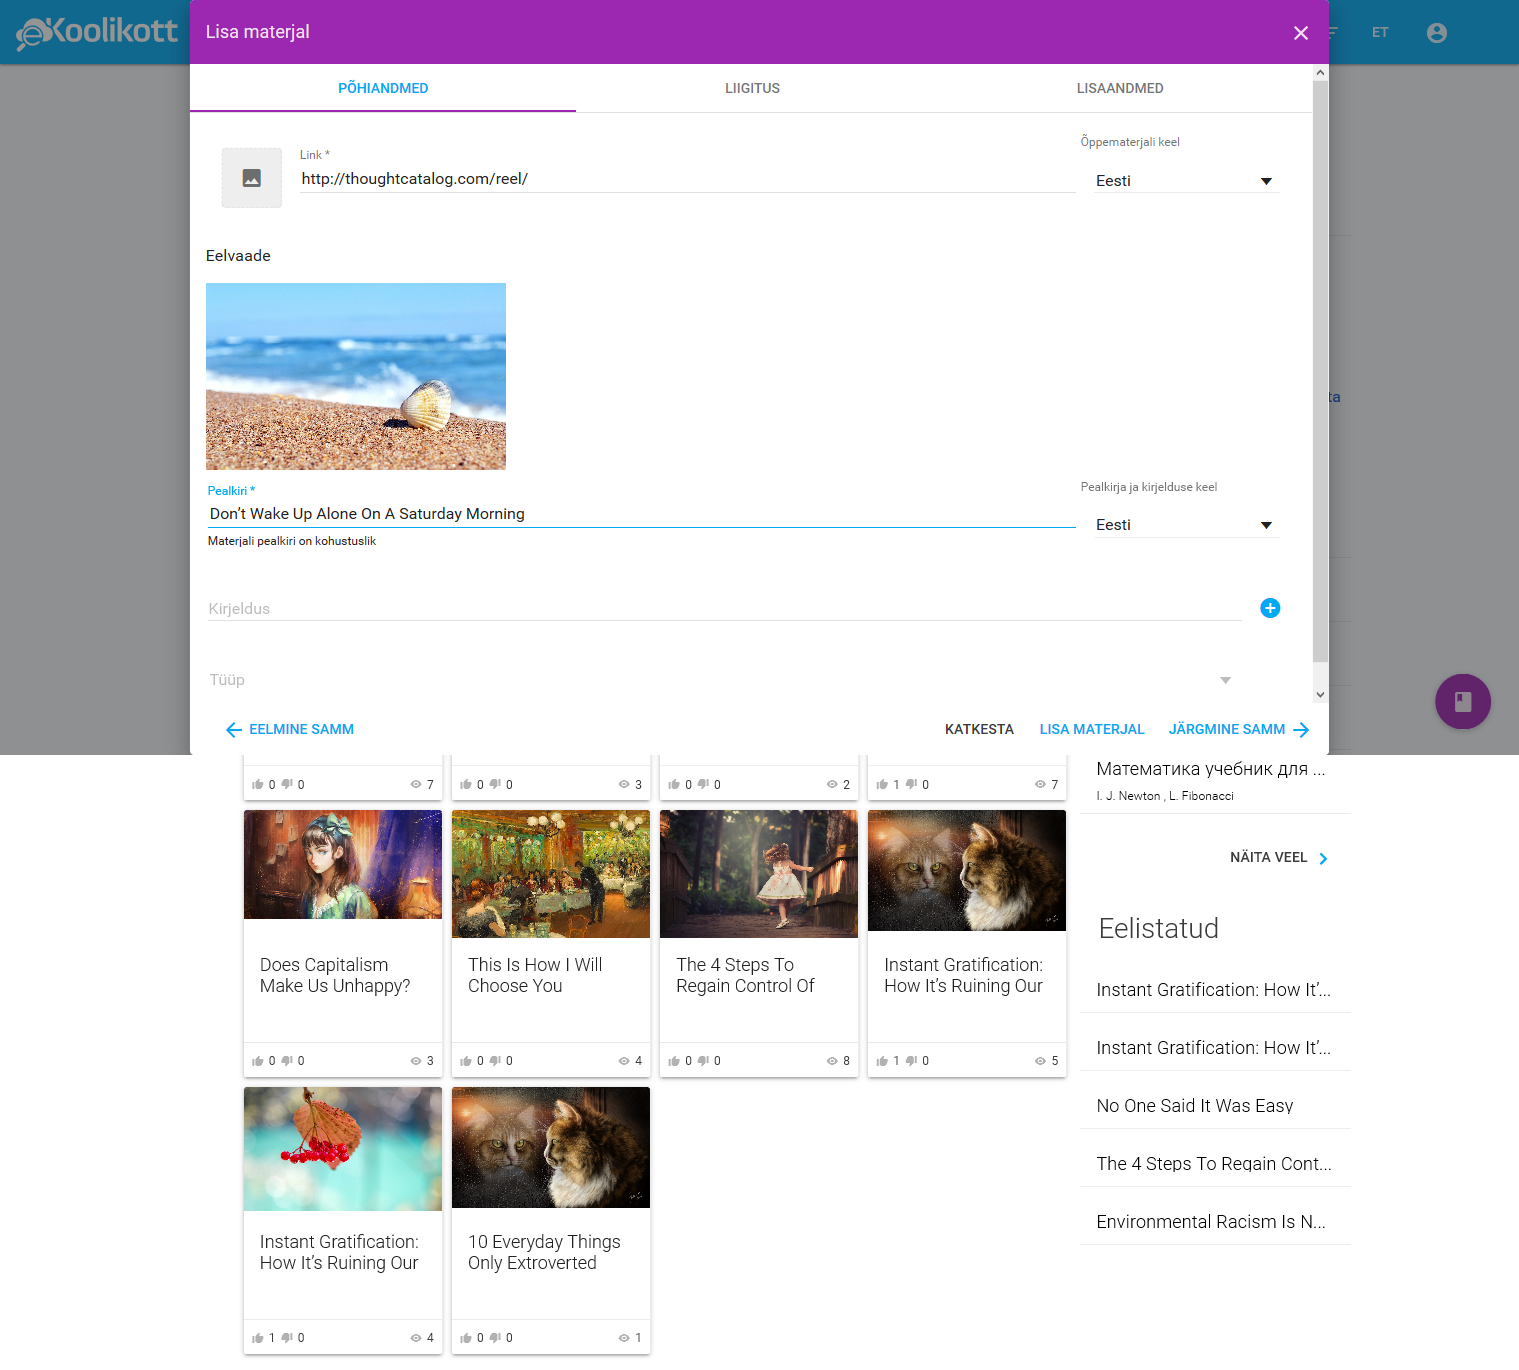 eKoolikott
Lisa materjal
ET
PÕHIANDMED
LIIGITUS
LISAANDMED
Link *
Õppematerjali keel
http://thoughtcatalog.com/reel/
Eesti
Eelvaade
ta
Pealkiri *
Pealkirja ja kirjelduse keel
Don’t Wake Up Alone On A Saturday Morning
Eesti
Materjali pealkiri on kohustuslik
Kirjeldus
Tüüp
EELMINE SAMM
KATKESTA
LISA MATERJAL
JÄRGMINE SAMM
0 0 7
0 0 3
0 0 2
1 0 7
Математика учебник для ...
I. J. Newton , L. Fibonacci
NÄITA VEEL
Does Capitalism
Make Us Unhappy?
0 0 3
This Is How I Will
Choose You
0 0 4
The 4 Steps To
Regain Control Of
0 0 8
Instant Gratification:
How It’s Ruining Our
1 0 5
Eelistatud
Instant Gratification: How It’...
Instant Gratification: How It’...
No One Said It Was Easy
The 4 Steps To Regain Cont...
Environmental Racism Is N...
Instant Gratification:
How It’s Ruining Our
1 0 4
10 Everyday Things
Only Extroverted
0 0 1